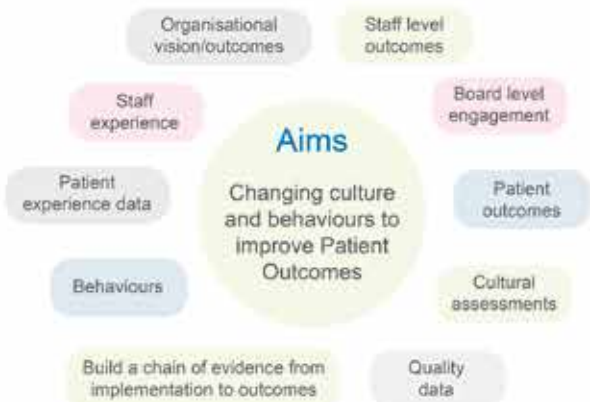 Organisational
vision/outcomes
Staff level
outcomes
Staff
experience
Board level
engagement
Aims
Changing culture
and behaviours to
improve Patient
Outcomes
Patient
experience data
Patient
outcomes
Behaviours
Cultural
assessments
Build a chain of evidence from
implementation to outcomes
Quality
data